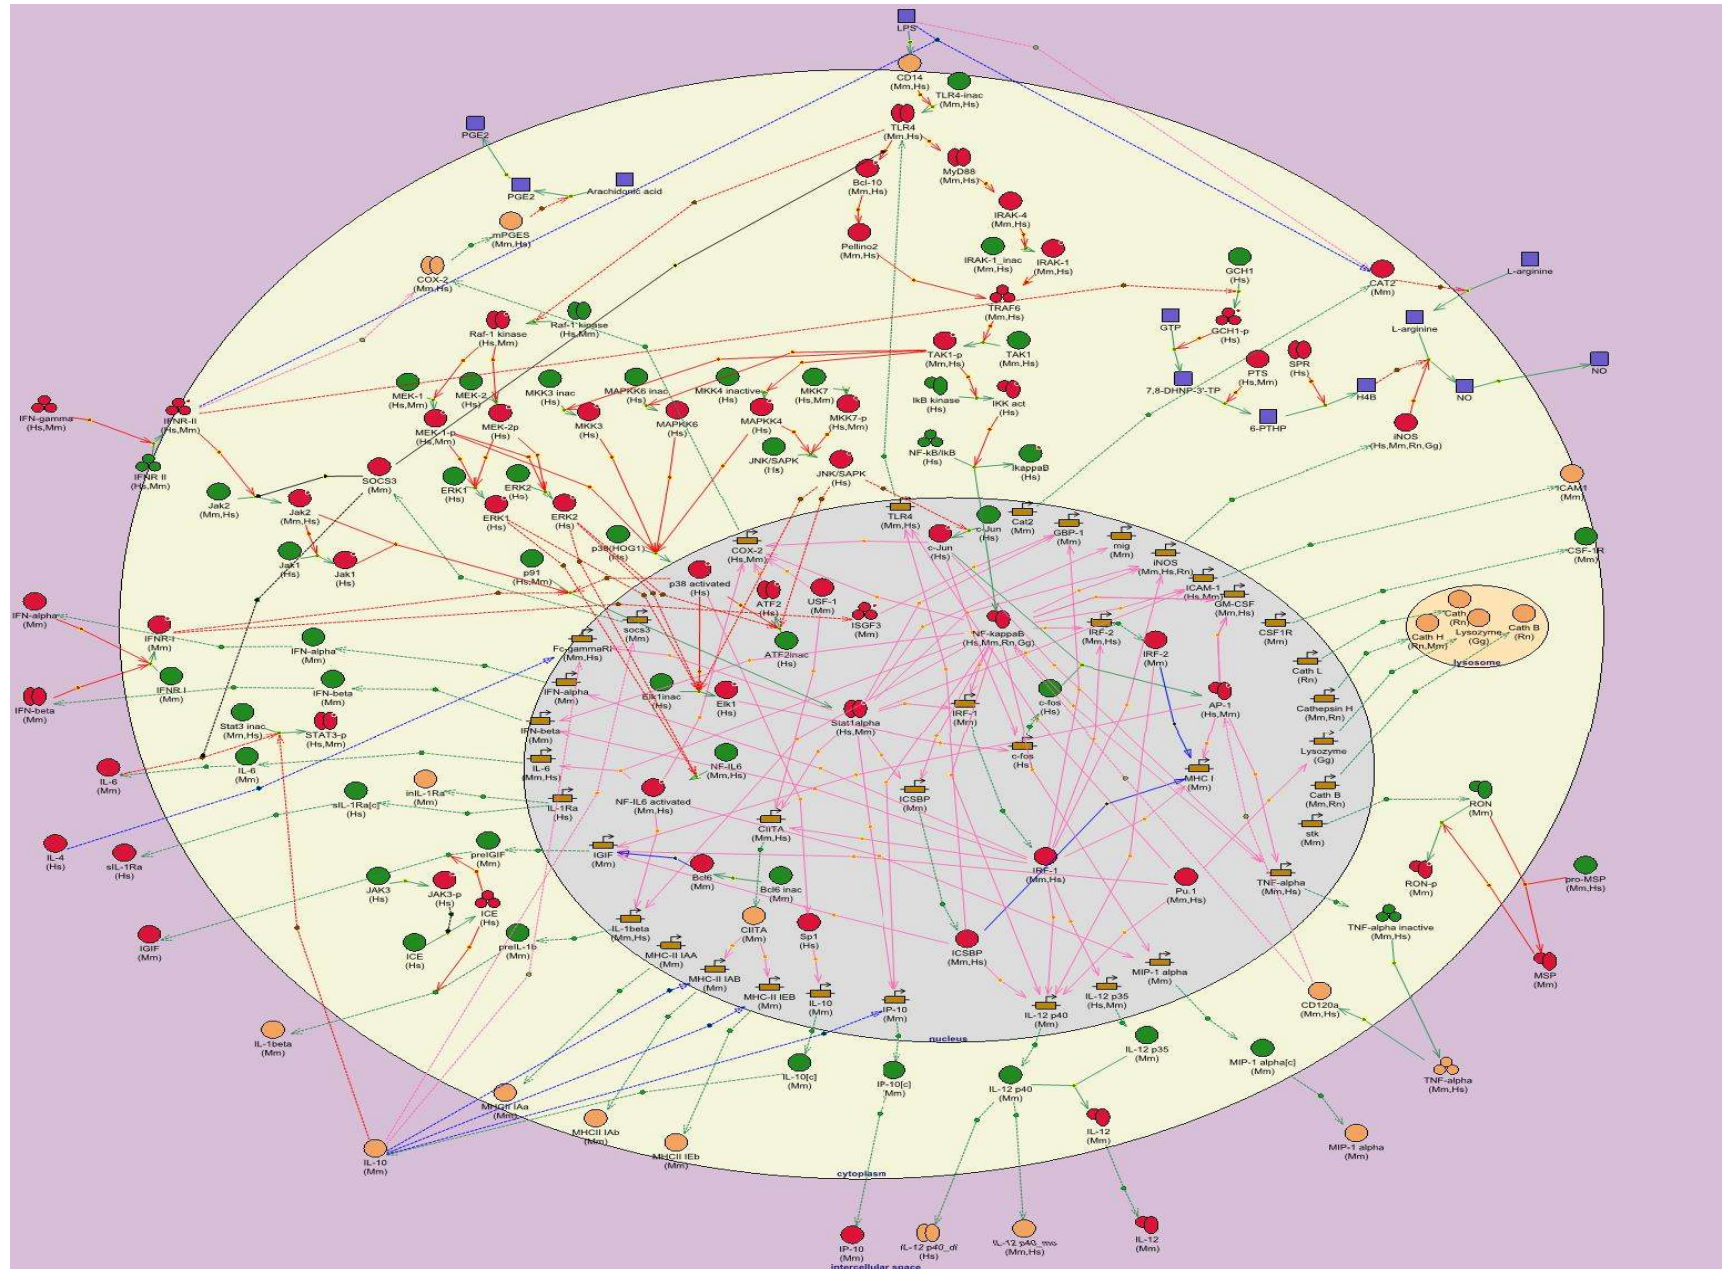 LPS
CD14
(Mm,Hs)
TLR4-inac
(Mm,Hs)
TLR4
(Mm,Hs)
PGE2
PGE2
Arachidonic acid
mPGES
(Mm,Hs)
COX-2
(Mm,Hs)
Bcl-10
(Mm,Hs)
MyD88
(Mm,Hs)
IRAK-4
(Mm,Hs)
Pellino2
(Mm,Hs)
IRAK-1_inac
(Mm,Hs)
IRAK-1
(Mm,Hs)
TRAF6
(Mm,Hs)
GCH1
(Hs)
CAT2
(Mm)
L-arginine
L-arginine
GTP
GCH1-p
(Hs)
Raf-1 kinase
(Hs,Mm)
Raf-1 kinase
(Hs,Mm)
TAK1-p
(Mm,Hs)
TAK1
(Mm,Hs)
PTS
(Mm,Hs)
SPR
(Hs)
NO
NO
7,8-DHNP-3'-TP
H4B
6-PTHP
iNOS
(Hs,Mm,Rn,Gg)
MEK-1
(Hs,Mm)
MEK-2
(Hs)
MKK3 inac
(Hs)
MAPKK6 inac
(Hs)
MKK4 inactive
(Hs)
MKK7
(Hs,Mm)
IkB kinase
(Hs)
IKK act
(Hs)
IFN-gamma
(Hs,Mm)
IFNR-II
(Hs,Mm)
IFNR II
(Hs,Mm)
MEK-1-p
(Hs,Mm)
MEK-2p
(Hs)
MKK3
(Hs)
MAPKK6
(Hs)
MAPKK4
(Hs)
MKK7-p
(Hs,Mm)
NF-kB/IkB
(Hs)
IkappaB
(Hs)
JNK/SAPK
(Hs)
JNK/SAPK
(Hs)
SOCS3
(Mm)
Jak2
(Mm,Hs)
Jak2
(Mm,Hs)
ERK1
(Hs)
ERK2
(Hs)
ERK1
(Hs)
ERK2
(Hs)
ICAM1
(Mm)
CSF-1R
(Mm)
Jak1
(Hs)
Jak1
(Hs)
p91
(Hs,Mm)
p38(HOG1)
(Hs)
p38 activated
(Hs)
COX-2
(Hs,Mm)
TLR4
(Mm,Hs)
c-Jun
(Hs)
c-Jun
(Hs)
Cat2
(Mm)
GBP-1
(Mm)
mig
(Mm)
iNOS
(Mm,Hs,Rn)
ICAM-1
(Hs,Mm)
GM-CSF
(Mm,Hs)
CSF1R
(Mm)
Cath L
(Rn)
Cathepsin H
(Mm,Rn)
Lysozyme
(Gg)
Cath B
(Mm,Rn)
stk
(Mm)
Cath
(Rn)
Cath B
(Rn)
Cath H
(Rn,Mm)
Lysozyme
(Gg)
lysosome
IFN-alpha
(Mm)
IFNR-I
(Mm)
IFNR I
(Mm)
IFN-beta
(Mm)
IFN-alpha
(Mm)
IFN-beta
(Mm)
Stat3 inac
(Mm,Hs)
STAT3-p
(Hs,Mm)
IL-6
(Mm)
IL-6
(Mm)
socs3
(Mm)
Fc-gammaRI
(Mm,Hs)
IFN-alpha
(Mm)
IFN-beta
(Mm)
IL-6
(Mm,Hs)
IL-1Ra
(Hs)
ATF2
(Hs)
USF-1
(Mm)
ISGF3
(Mm)
ATF2inac
(Hs)
Elk1inac
(Hs)
Elk1
(Hs)
NF-kappaB
(Hs,Mm,Rn,Gg)
IRF-2
(Mm,Hs)
IRF-2
(Mm)
Stat1alpha
(Hs,Mm)
IRF-1
(Mm)
c-fos
(Hs)
c-fos
(Hs)
AP-1
(Hs,Mm)
MHC I
(Mm)
NF-IL6
(Mm,Hs)
NF-IL6 activated
(Mm,Hs)
ICSBP
(Mm)
CIITA
(Mm,Hs)
IGIF
(Mm)
Bcl6
(Mm)
Bcl6 inac
(Mm)
IRF-1
(Mm,Hs)
Pu.1
(Mm)
TNF-alpha
(Mm,Hs)
RON
(Mm)
RON-p
(Mm)
pro-MSP
(Mm,Hs)
MSP
(Mm)
TNF-alpha inactive
(Mm,Hs)
CD120a
(Mm,Hs)
TNF-alpha
(Mm,Hs)
IL-4
(Hs)
sIL-1Ra
(Hs)
sIL-1Ra[c]
(Hs)
inIL-1Ra
(Mm)
preIGIF
(Mm)
JAK3
(Hs)
JAK3-p
(Hs)
ICE
(Hs)
ICE
(Hs)
preIL-1b
(Mm)
IGIF
(Mm)
IL-1beta
(Mm)
IL-1beta
(Mm,Hs)
MHC-II IAA
(Mm)
MHC-II IAB
(Mm)
MHC-II IEB
(Mm)
CIITA
(Mm)
Sp1
(Hs)
IL-10
(Mm)
IP-10
(Mm)
ICSBP
(Mm,Hs)
IL-12 p40
(Mm)
IL-12 p35
(Hs,Mm)
MIP-1 alpha
(Mm)
nucleus
IL-10[c]
(Mm)
IP-10[c]
(Mm)
IL-12 p40
(Mm)
IL-12 p35
(Mm)
MIP-1 alpha[c]
(Mm)
MIP-1 alpha
(Mm)
MHCII IAa
(Mm)
MHCII IAb
(Mm)
MHCII IEb
(Mm)
IL-10
(Mm)
IL-12
(Mm)
cytoplasm
IP-10
(Mm)
IL-12 p40_di
(Hs)
IL-12 p40_mo
(Mm,Hs)
IL-12
(Mm)
intercellular space